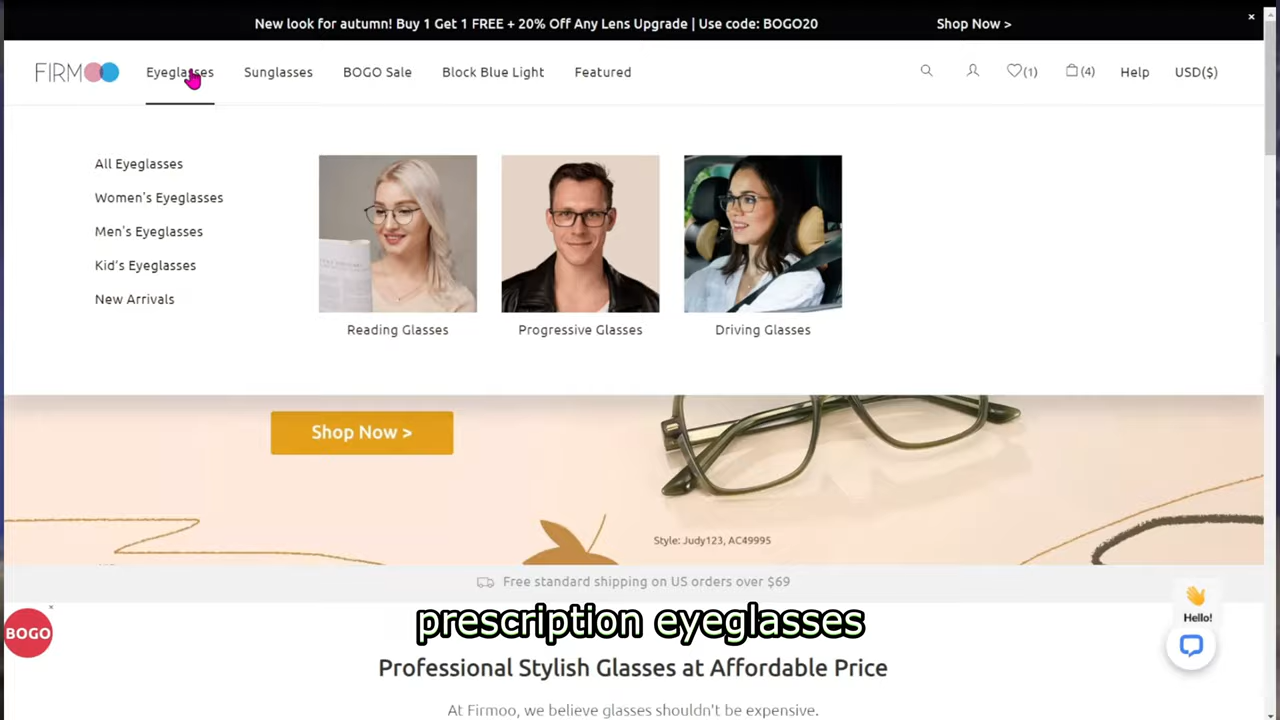 New look for autumn! Buy 1 Get 1 FREE + 20% Off Any Lens Upgrade | Use code: BOGO20
Shop Now >
FIRMOO
Eyeglasses
Sunglasses
BOGO Sale
Block Blue Light
Featured
(1)
(4)
Help
USD($)
All Eyeglasses
Women's Eyeglasses
Men's Eyeglasses
Kid's Eyeglasses
New Arrivals
Reading Glasses
Progressive Glasses
Driving Glasses
Shop Now >
Style: Judy123, AC49995
Free standard shipping on US orders over $69
BOGO
prescription eyeglasses
Hello!
Professional Stylish Glasses at Affordable Price
At Firmoo, we believe glasses shouldn't be expensive.